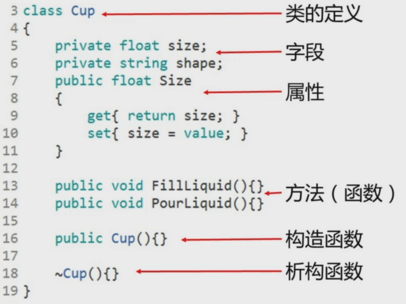 3 class Cup 类的定义
4 {
5 private float size; 字段
6 private string shape;
7 public float Size 属性
8 {
9 get{ return size; }
10 set{ size = value; }
11 }
12
13 public void FillLiquid(){} 方法（函数）
14 public void PourLiquid(){}
15
16 public Cup(){} 构造函数
17
18 ~Cup(){} 析构函数
19 }